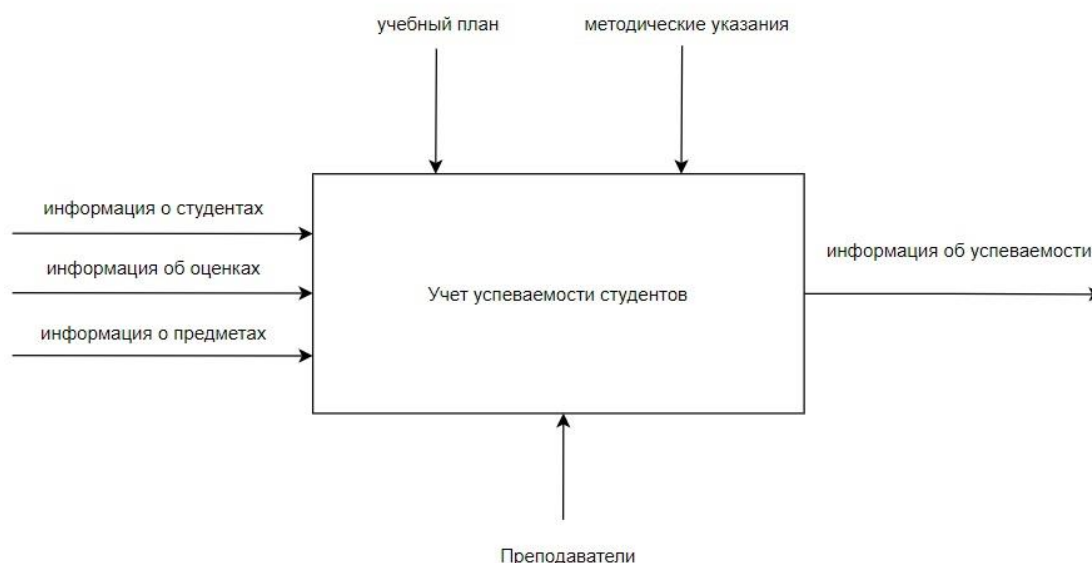 учебный план
методические указания
информация о студентах
информация об оценках
информация о предметах
Учет успеваемости студентов
информация об успеваемости
Преподаватели